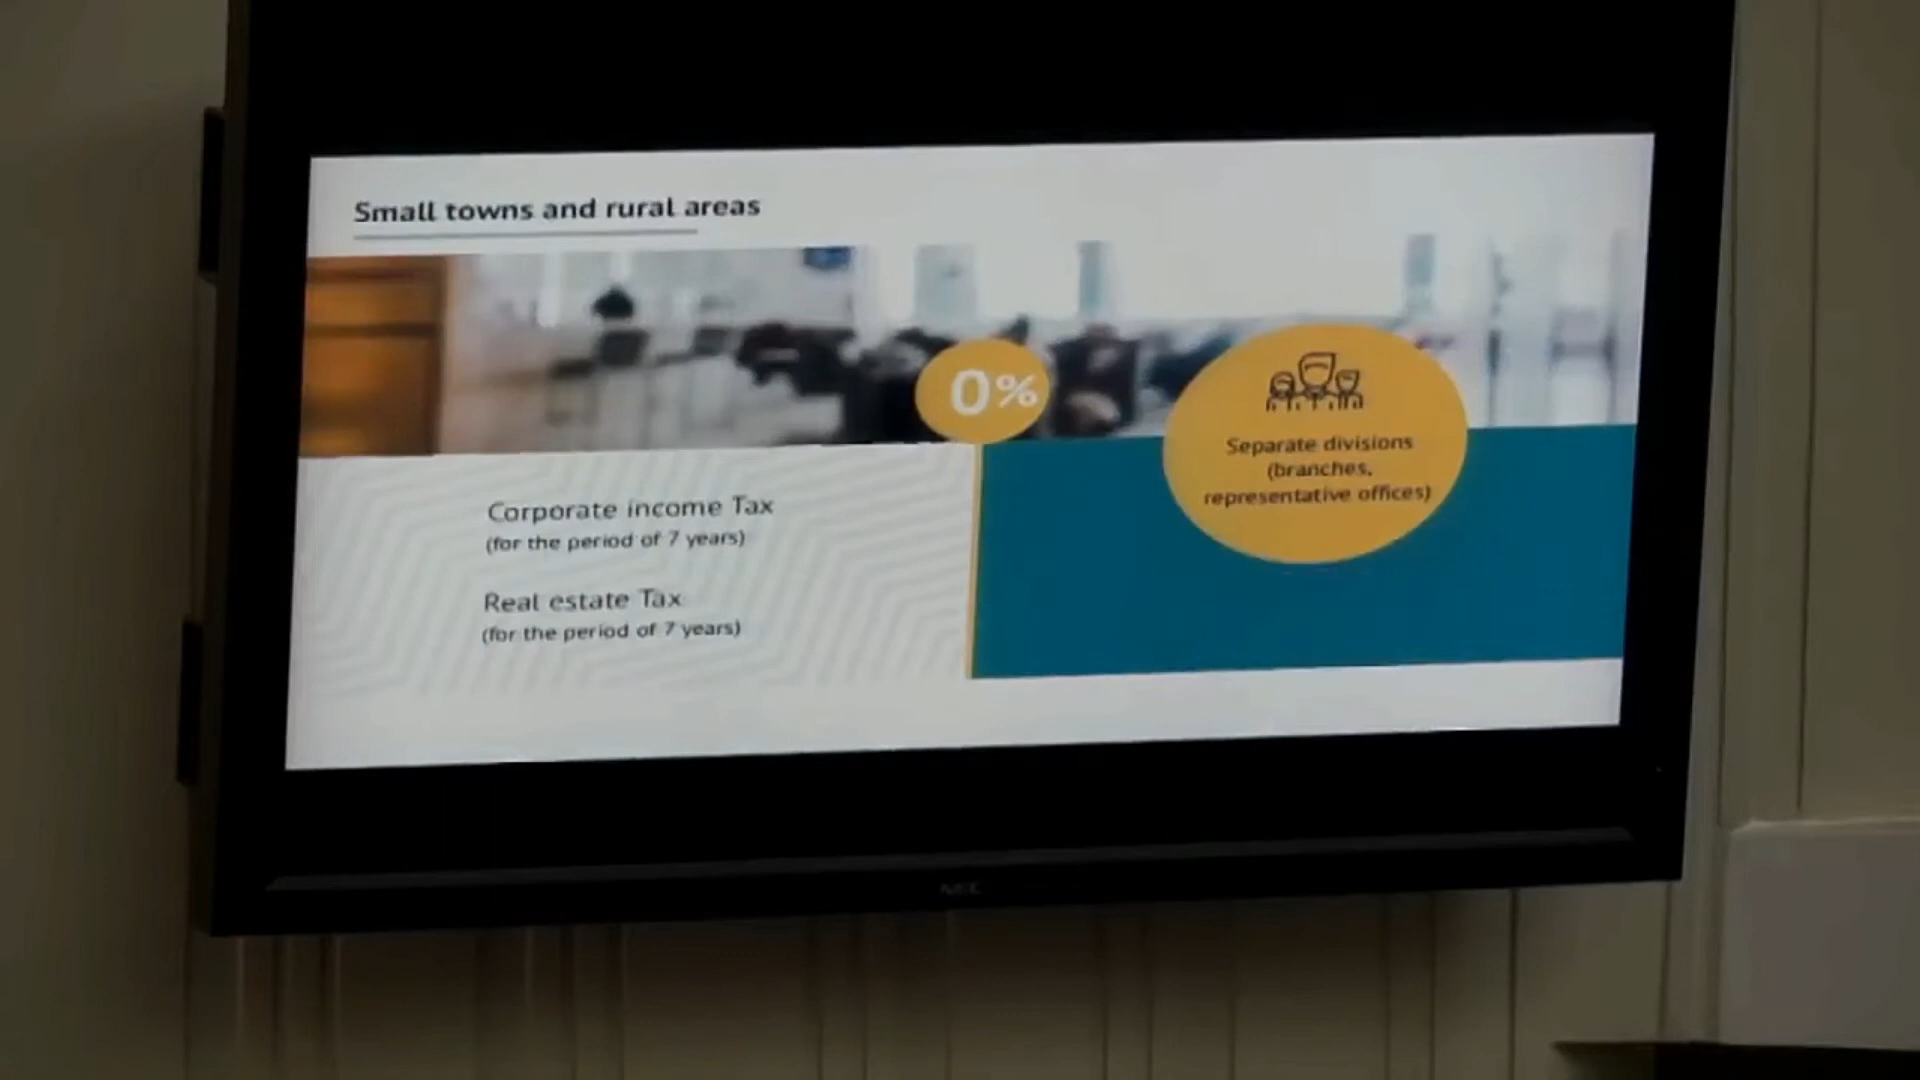 Small towns and rural areas
0%
Separate divisions
(branches,
representative offices)
Corporate income Tax
(for the period of 7 years)
Real estate Tax
(for the period of 7 years)
NEC